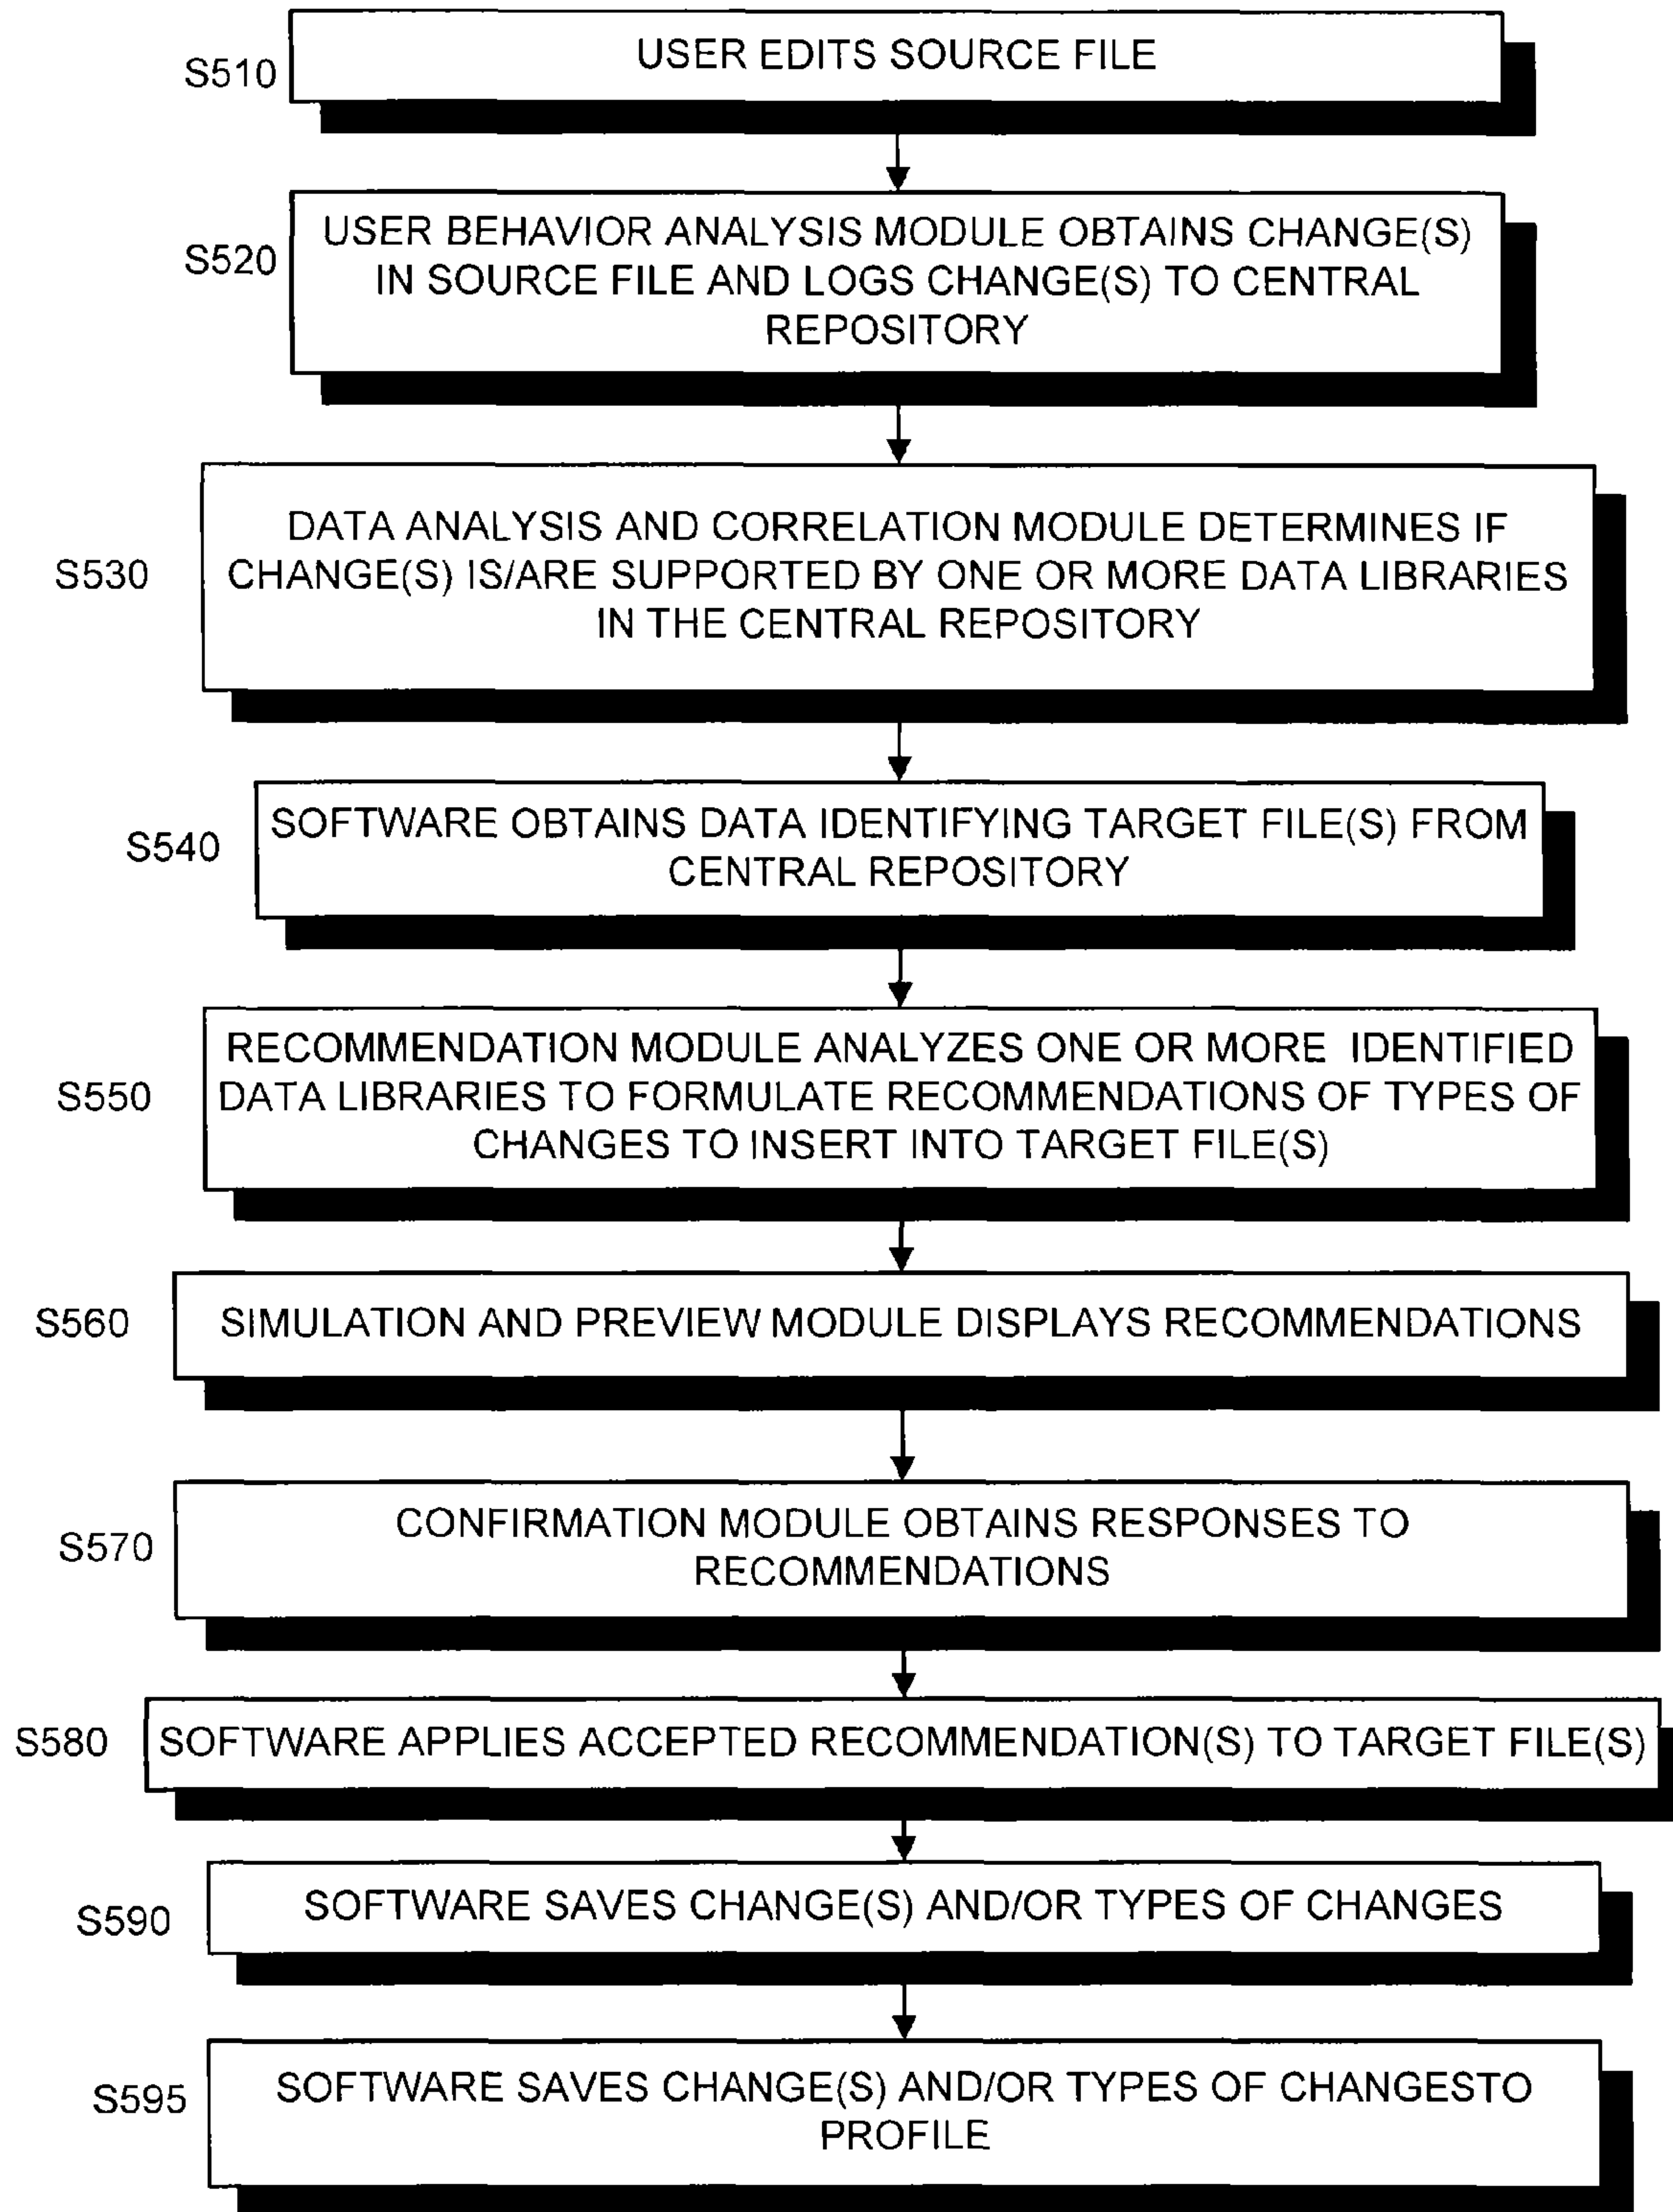 S510
USER EDITS SOURCE FILE
S520
USER BEHAVIOR ANALYSIS MODULE OBTAINS CHANGE(S)
IN SOURCE FILE AND LOGS CHANGE(S) TO CENTRAL
REPOSITORY
S530
DATA ANALYSIS AND CORRELATION MODULE DETERMINES IF
CHANGE(S) IS/ARE SUPPORTED BY ONE OR MORE DATA LIBRARIES
IN THE CENTRAL REPOSITORY
S540
SOFTWARE OBTAINS DATA IDENTIFYING TARGET FILE(S) FROM
CENTRAL REPOSITORY
S550
RECOMMENDATION MODULE ANALYZES ONE OR MORE IDENTIFIED
DATA LIBRARIES TO FORMULATE RECOMMENDATIONS OF TYPES OF
CHANGES TO INSERT INTO TARGET FILE(S)
S560
SIMULATION AND PREVIEW MODULE DISPLAYS RECOMMENDATIONS
S570
CONFIRMATION MODULE OBTAINS RESPONSES TO
RECOMMENDATIONS
S580
SOFTWARE APPLIES ACCEPTED RECOMMENDATION(S) TO TARGET FILE(S)
S590
SOFTWARE SAVES CHANGE(S) AND/OR TYPES OF CHANGES
S595
SOFTWARE SAVES CHANGE(S) AND/OR TYPES OF CHANGESTO
PROFILE